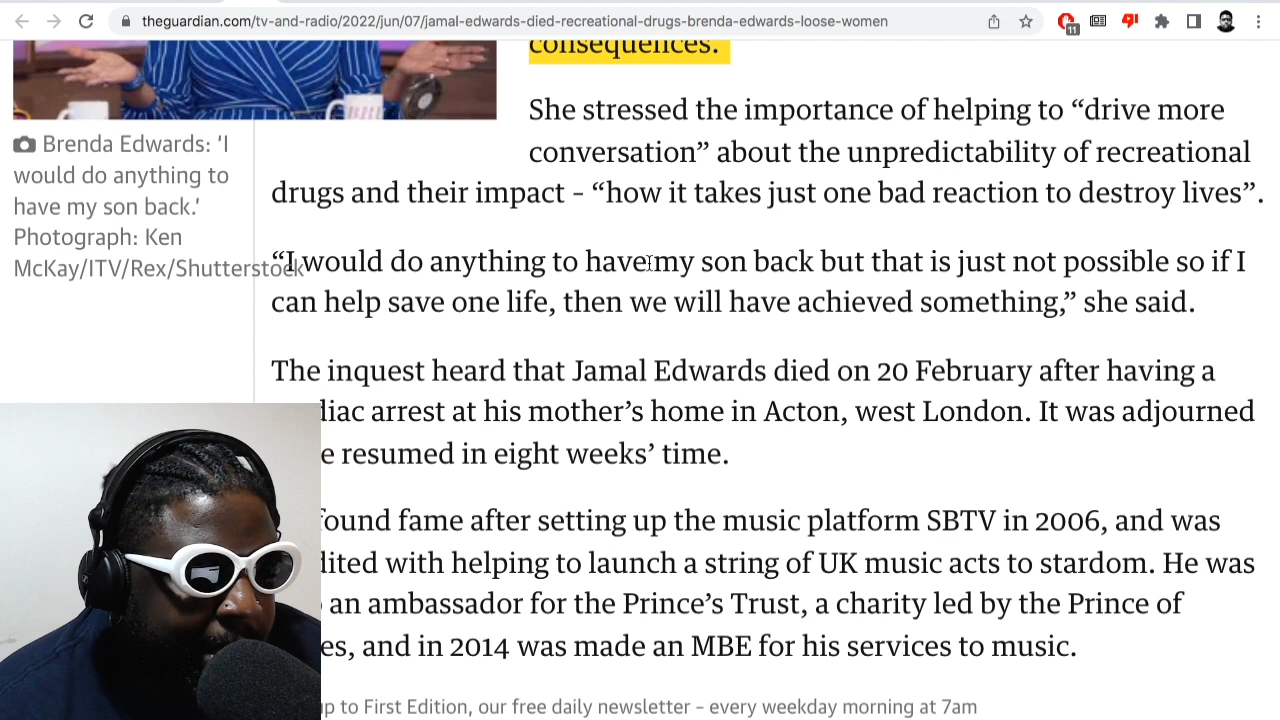 theguardian.com/tv-and-radio/2022/jun/07/jamal-edwards-died-recreational-drugs-brenda-edwards-loose-women
11
consequences.
She stressed the importance of helping to “drive more
conversation” about the unpredictability of recreational
drugs and their impact – “how it takes just one bad reaction to destroy lives”.
Brenda Edwards: ‘I
would do anything to
have my son back.’
Photograph: Ken
McKay/ITV/Rex/Shutterstock
“I would do anything to have my son back but that is just not possible so if I
can help save one life, then we will have achieved something,” she said.
The inquest heard that Jamal Edwards died on 20 February after having a
diac arrest at his mother’s home in Acton, west London. It was adjourned
e resumed in eight weeks’ time.
found fame after setting up the music platform SBTV in 2006, and was
dited with helping to launch a string of UK music acts to stardom. He was
an ambassador for the Prince’s Trust, a charity led by the Prince of
es, and in 2014 was made an MBE for his services to music.
up to First Edition, our free daily newsletter – every weekday morning at 7am